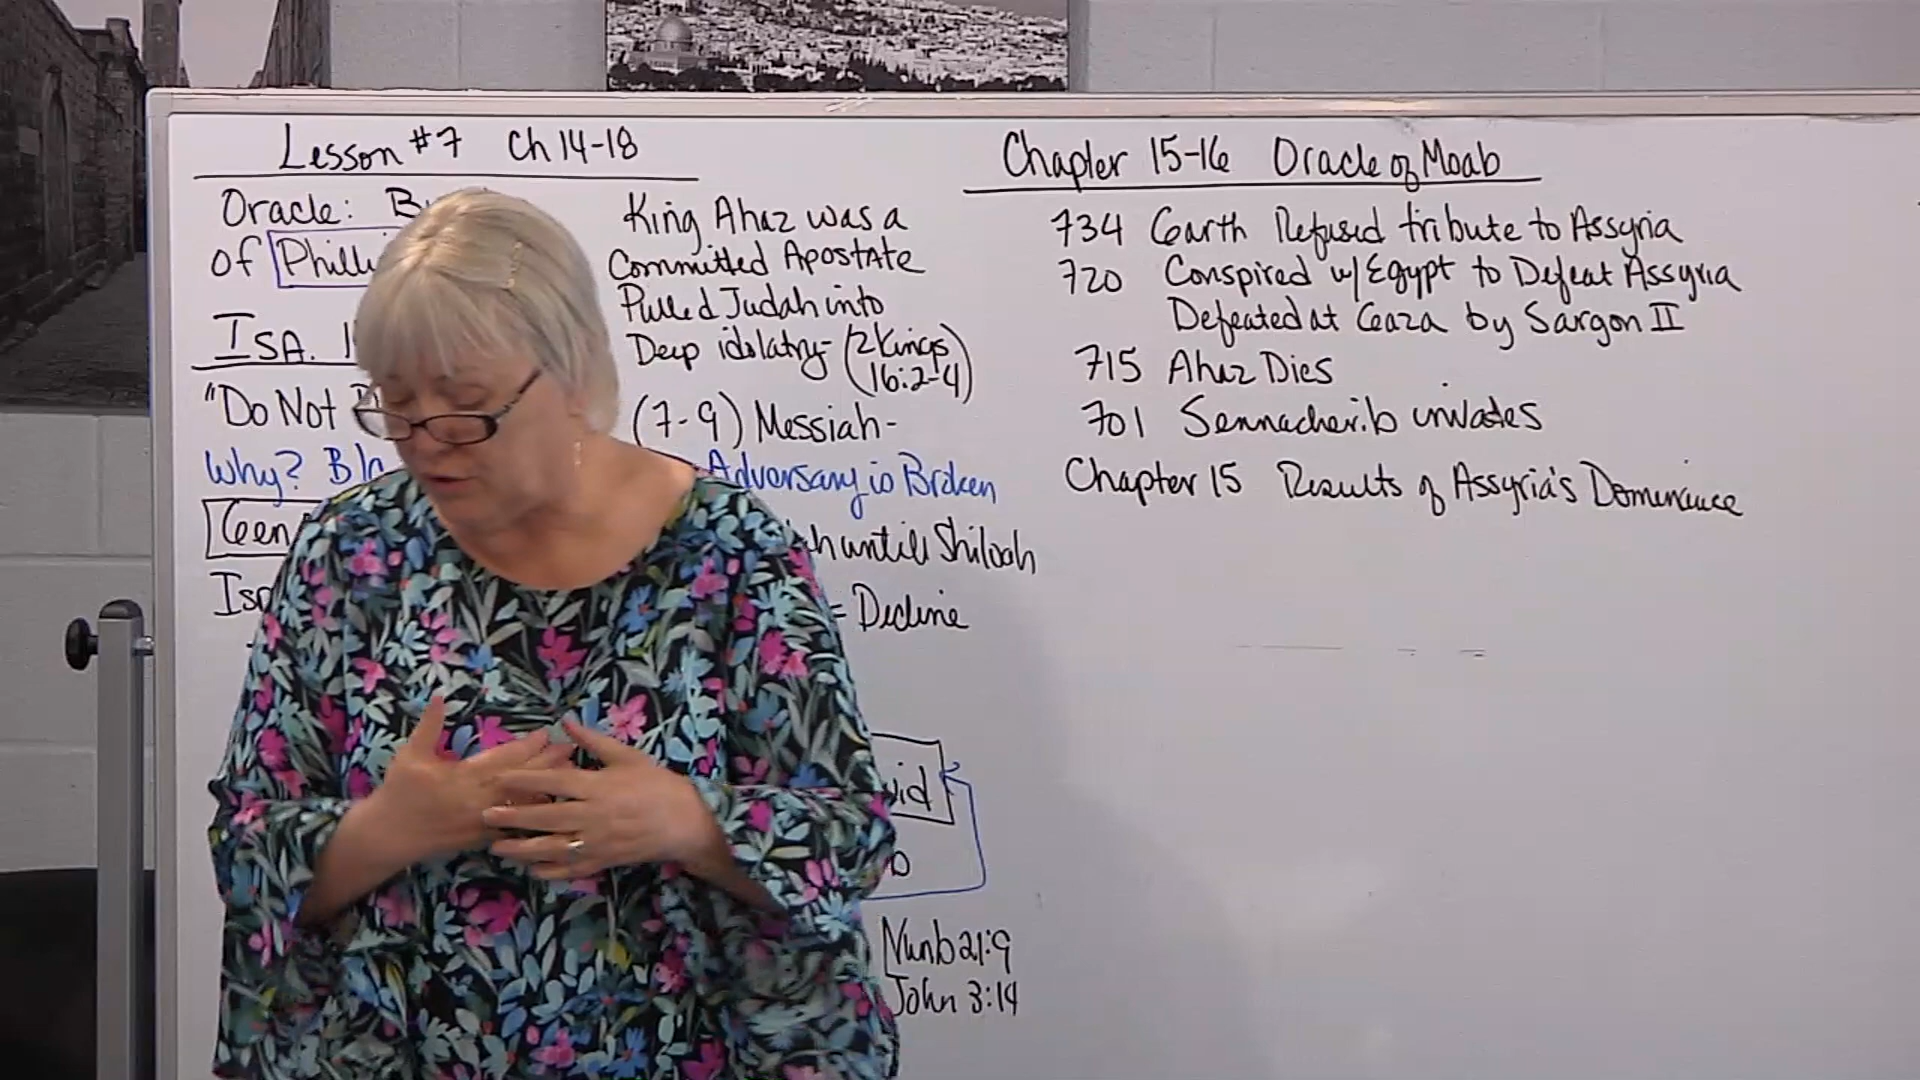 Lesson #7 Ch 14-18
Oracle:
of
ISA.
"Do Not
Why?
King Ahaz was a
Committed Apostate
Pulled Judah into
Deep idolatry- (2 Kings
16:2-4)
(7-9) Messiah-
Adversary is Broken
until Shiloah
= Decline
Numb 21:9
John 3:14
Chapter 15-16 Oracle of Moab
734 Garth Refused tribute to Assyria
720 Conspired w/ Egypt to Defeat Assyria
Defeated at Gaza by Sargon II
715 Ahaz Dies
701 Sennacherib invades
Chapter 15 Results of Assyria's Dominance